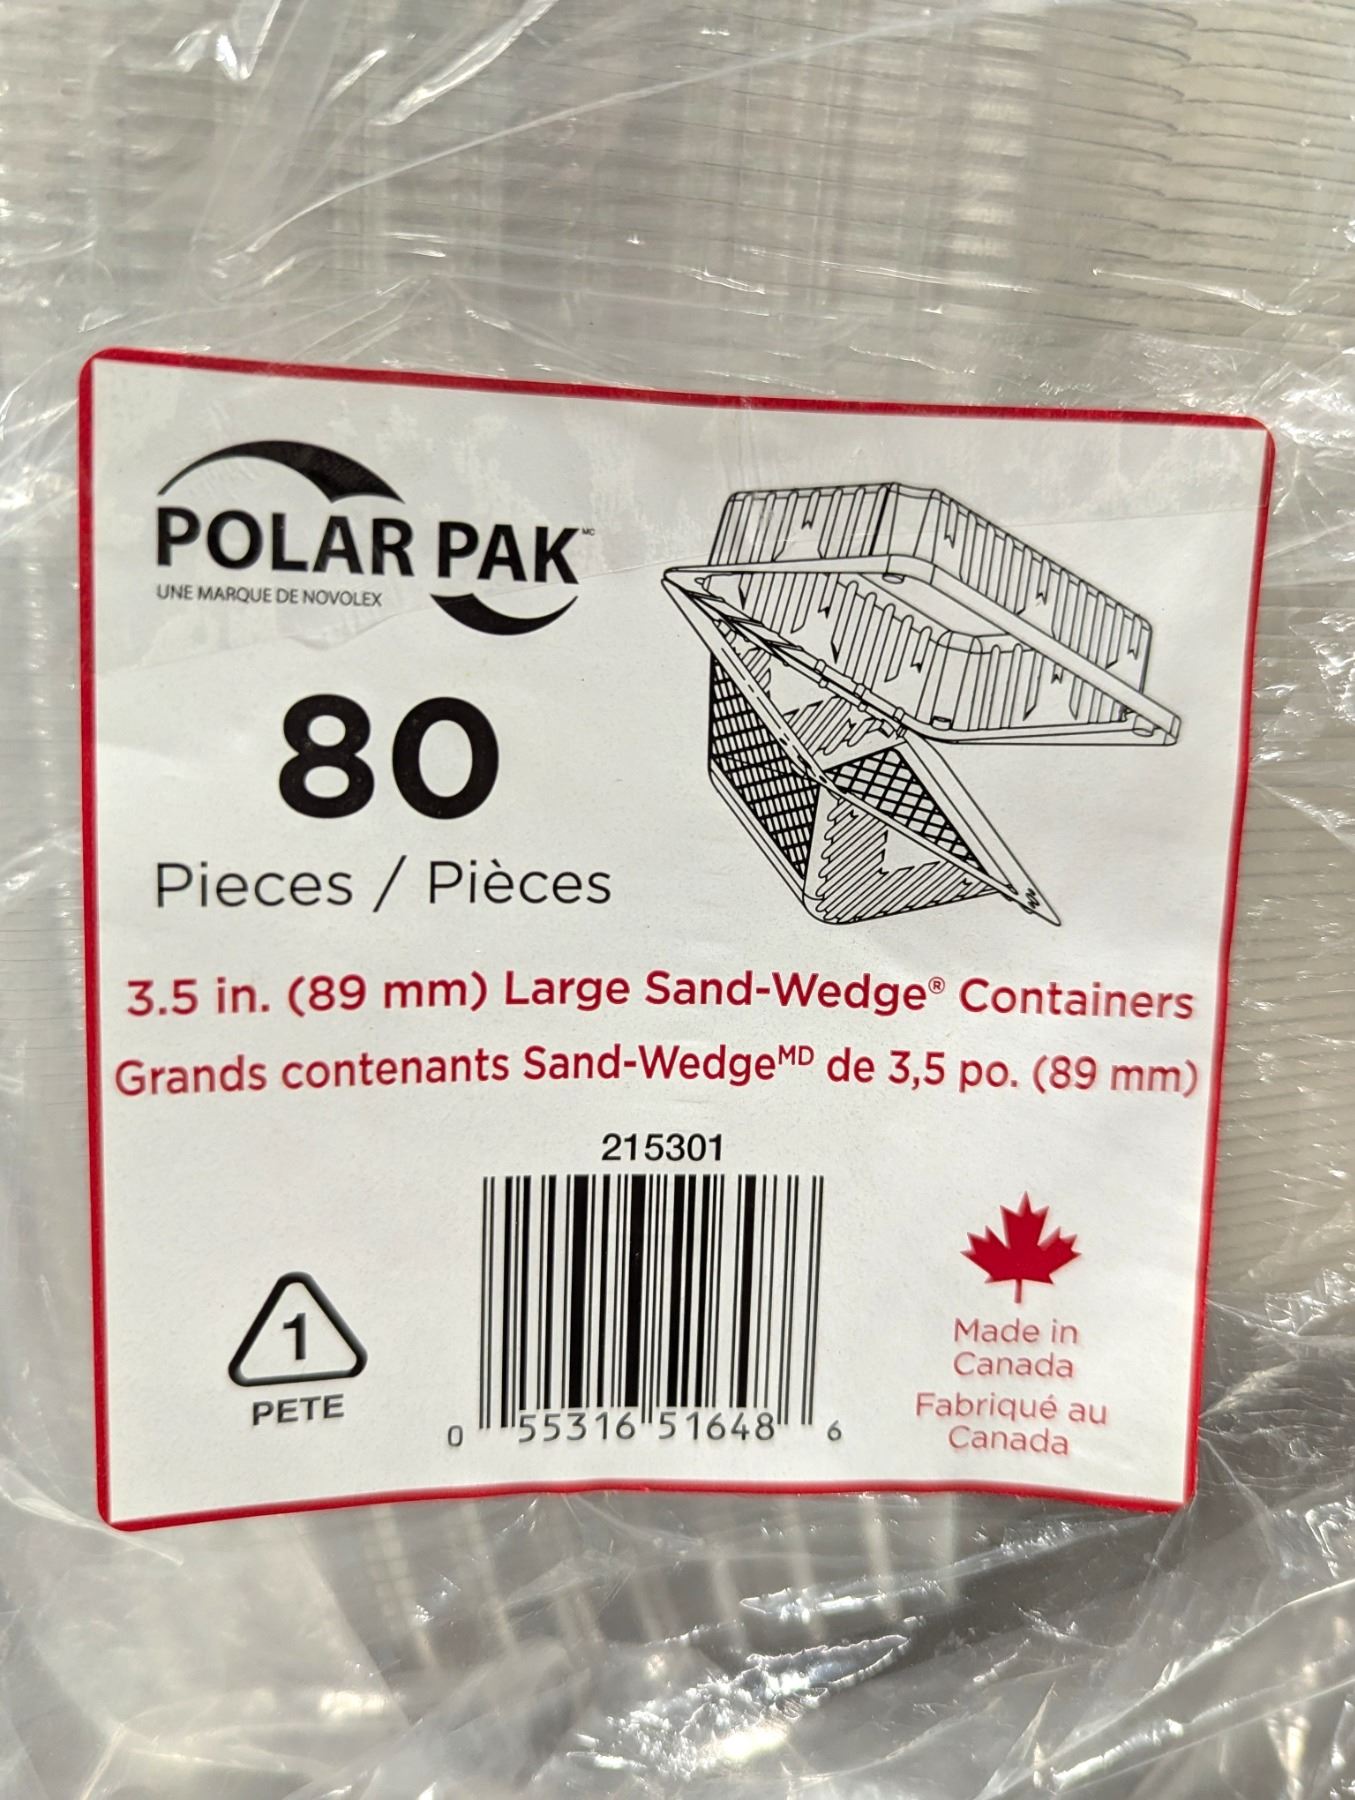 POLAR PAK MC
UNE MARQUE DE NOVOLEX
80
Pieces / Pièces
3.5 in. (89 mm) Large Sand-Wedge® Containers
Grands contenants Sand-WedgeMD de 3,5 po. (89 mm)
215301
1
PETE
0 55316 51648 6
Made in
Canada
Fabriqué au
Canada